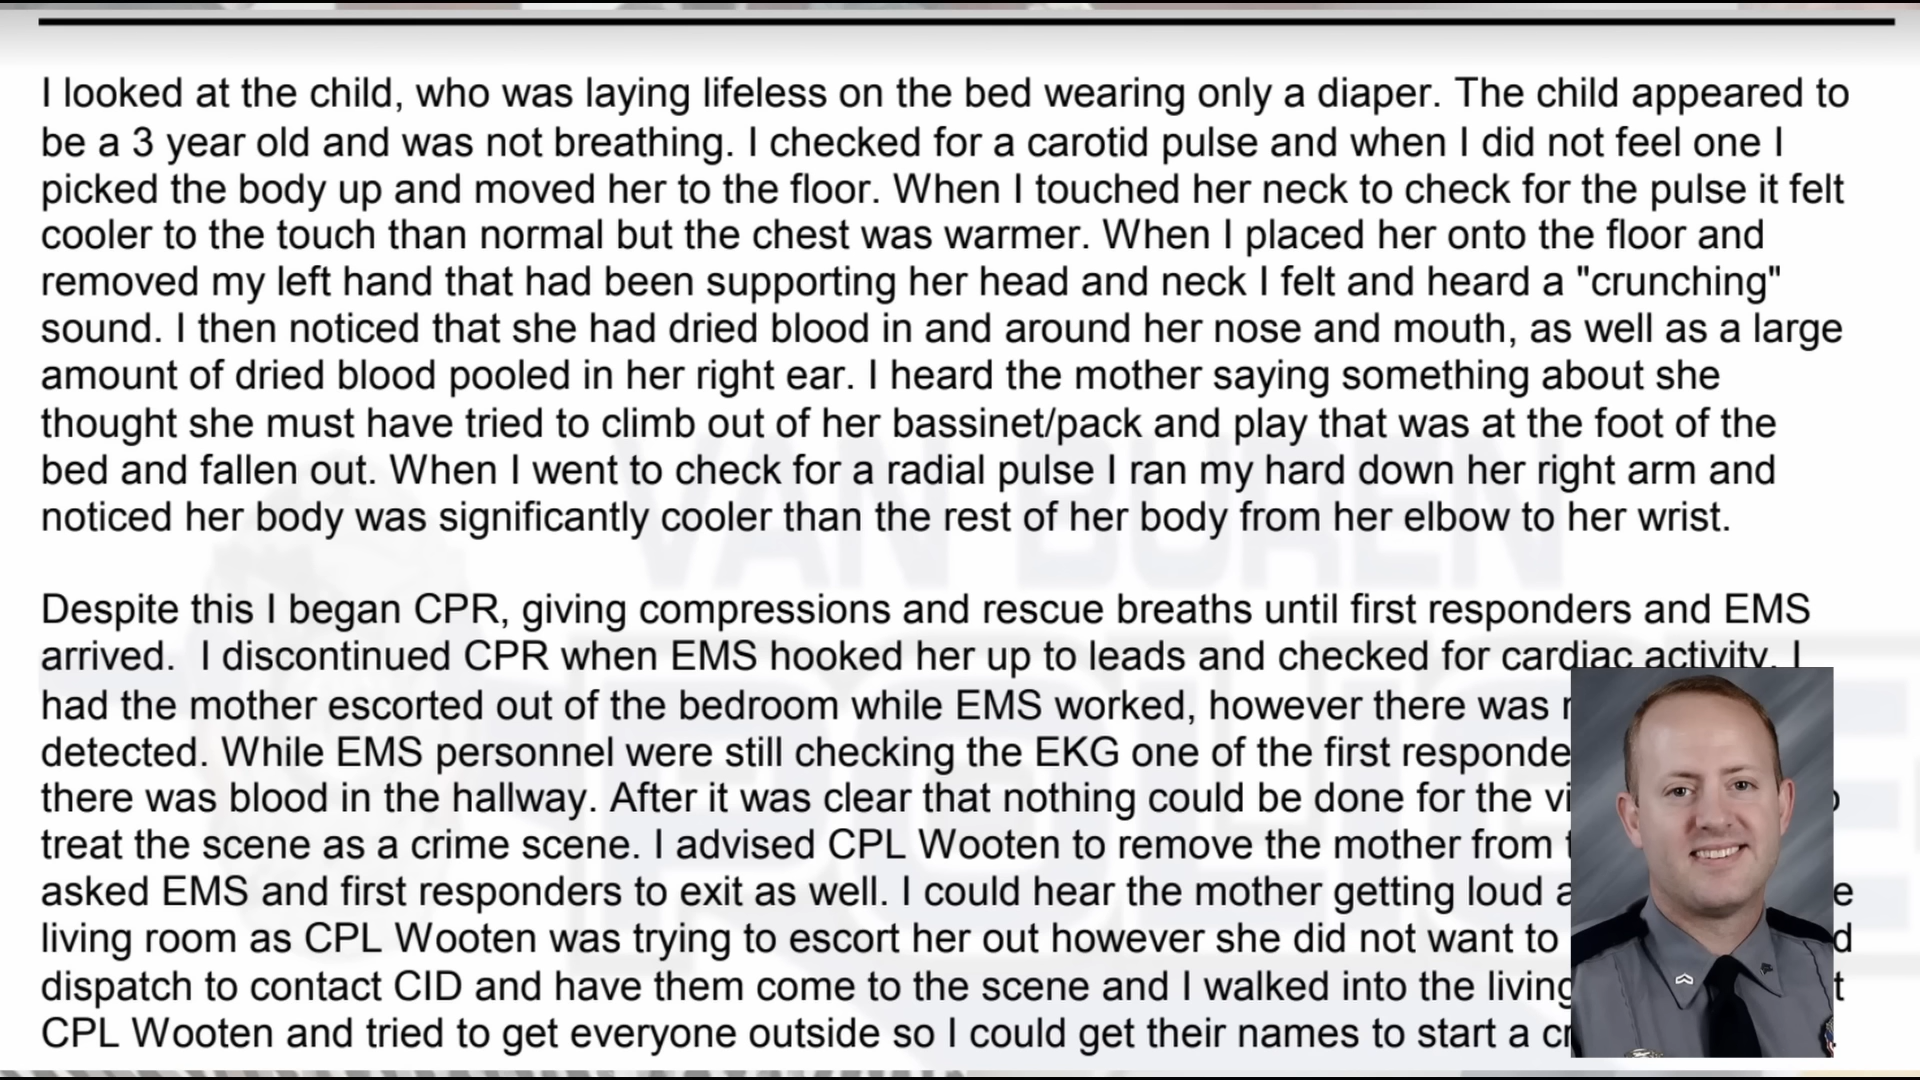 I looked at the child, who was laying lifeless on the bed wearing only a diaper. The child appeared to
be a 3 year old and was not breathing. I checked for a carotid pulse and when I did not feel one I
picked the body up and moved her to the floor. When I touched her neck to check for the pulse it felt
cooler to the touch than normal but the chest was warmer. When I placed her onto the floor and
removed my left hand that had been supporting her head and neck I felt and heard a "crunching"
sound. I then noticed that she had dried blood in and around her nose and mouth, as well as a large
amount of dried blood pooled in her right ear. I heard the mother saying something about she
thought she must have tried to climb out of her bassinet/pack and play that was at the foot of the
bed and fallen out. When I went to check for a radial pulse I ran my hard down her right arm and
noticed her body was significantly cooler than the rest of her body from her elbow to her wrist.
Despite this I began CPR, giving compressions and rescue breaths until first responders and EMS
arrived. I discontinued CPR when EMS hooked her up to leads and checked for cardiac activity. I
had the mother escorted out of the bedroom while EMS worked, however there was
detected. While EMS personnel were still checking the EKG one of the first
there was blood in the hallway. After it was clear that nothing could be done for the
treat the scene as a crime scene. I advised CPL Wooten to remove the mother from
asked EMS and first responders to exit as well. I could hear the mother getting loud
living room as CPL Wooten was trying to escort her out however she did not want to
dispatch to contact CID and have them come to the scene and I walked into the living
CPL Wooten and tried to get everyone outside so I could get their names to start a
VAN BUREN
POLICE